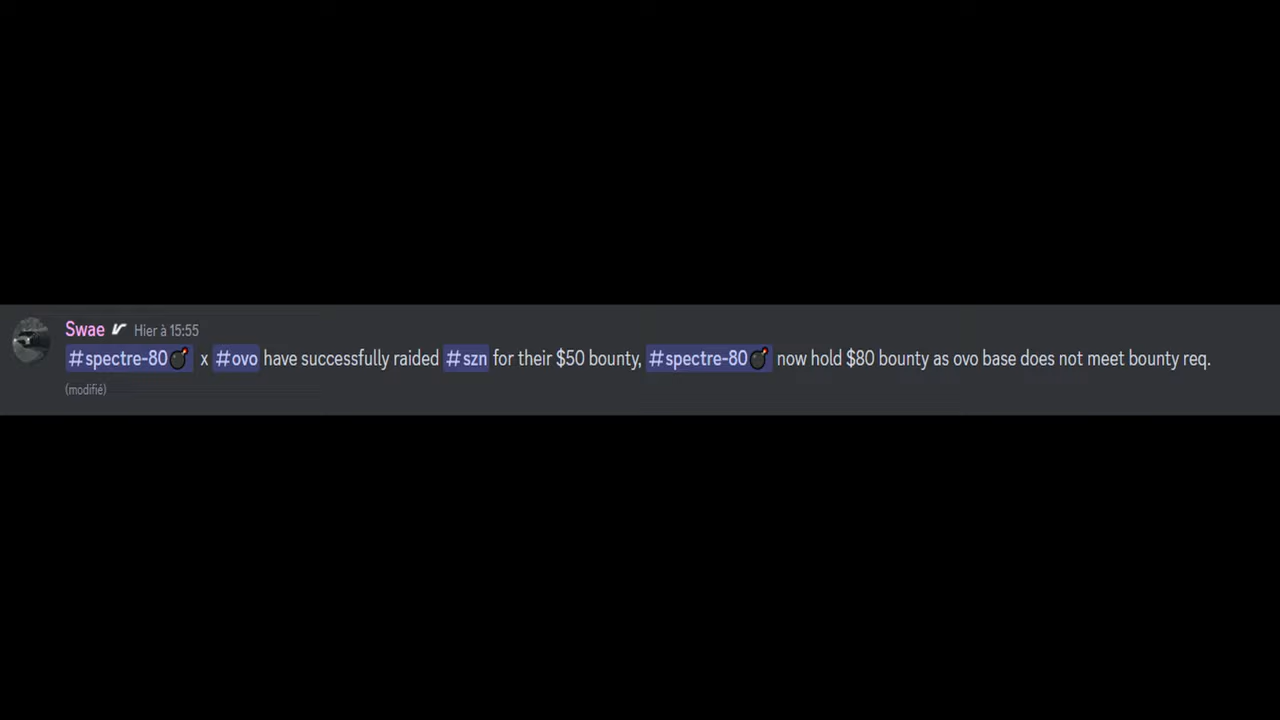 Swae Hier à 15:55
#spectre-80💣 x #ovo have successfully raided #szn for their $50 bounty, #spectre-80💣 now hold $80 bounty as ovo base does not meet bounty req.
(modifié)